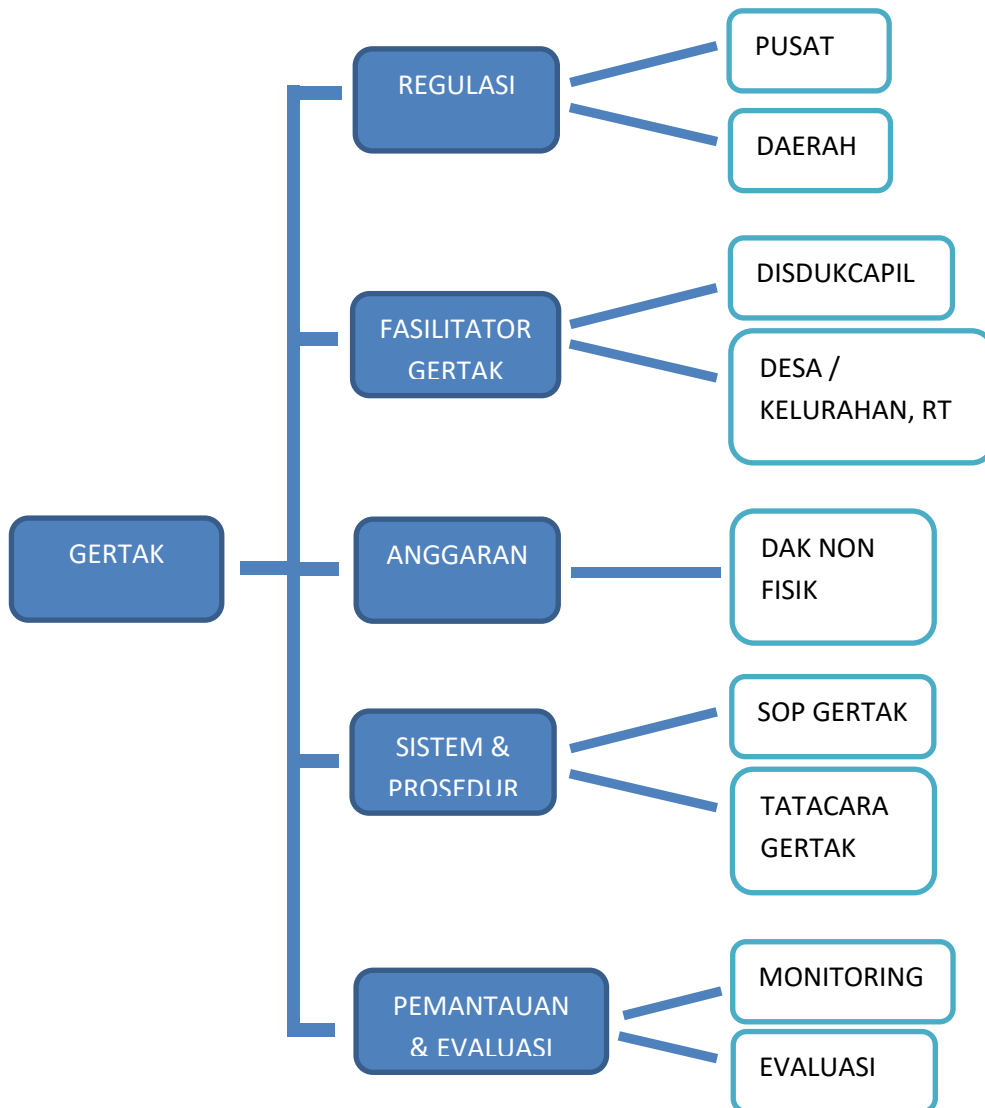 GERTAK
REGULASI
PUSAT
DAERAH
FASILITATOR
GERTAK
DISDUKCAPIL
DESA /
KELURAHAN, RT
ANGGARAN
DAK NON
FISIK
SISTEM &
PROSEDUR
SOP GERTAK
TATACARA
GERTAK
PEMANTAUAN
& EVALUASI
MONITORING
EVALUASI